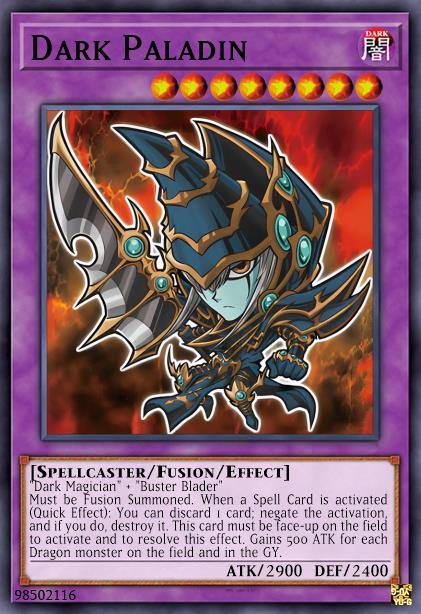 Dark Paladin
DARK
闇
[Spellcaster/Fusion/Effect]
"Dark Magician" + "Buster Blader"
Must be Fusion Summoned. When a Spell Card is activated
(Quick Effect): You can discard 1 card; negate the activation,
and if you do, destroy it. This card must be face-up on the field
to activate and to resolve this effect. Gains 500 ATK for each
Dragon monster on the field and in the GY.
ATK/2900 DEF/2400
98502116